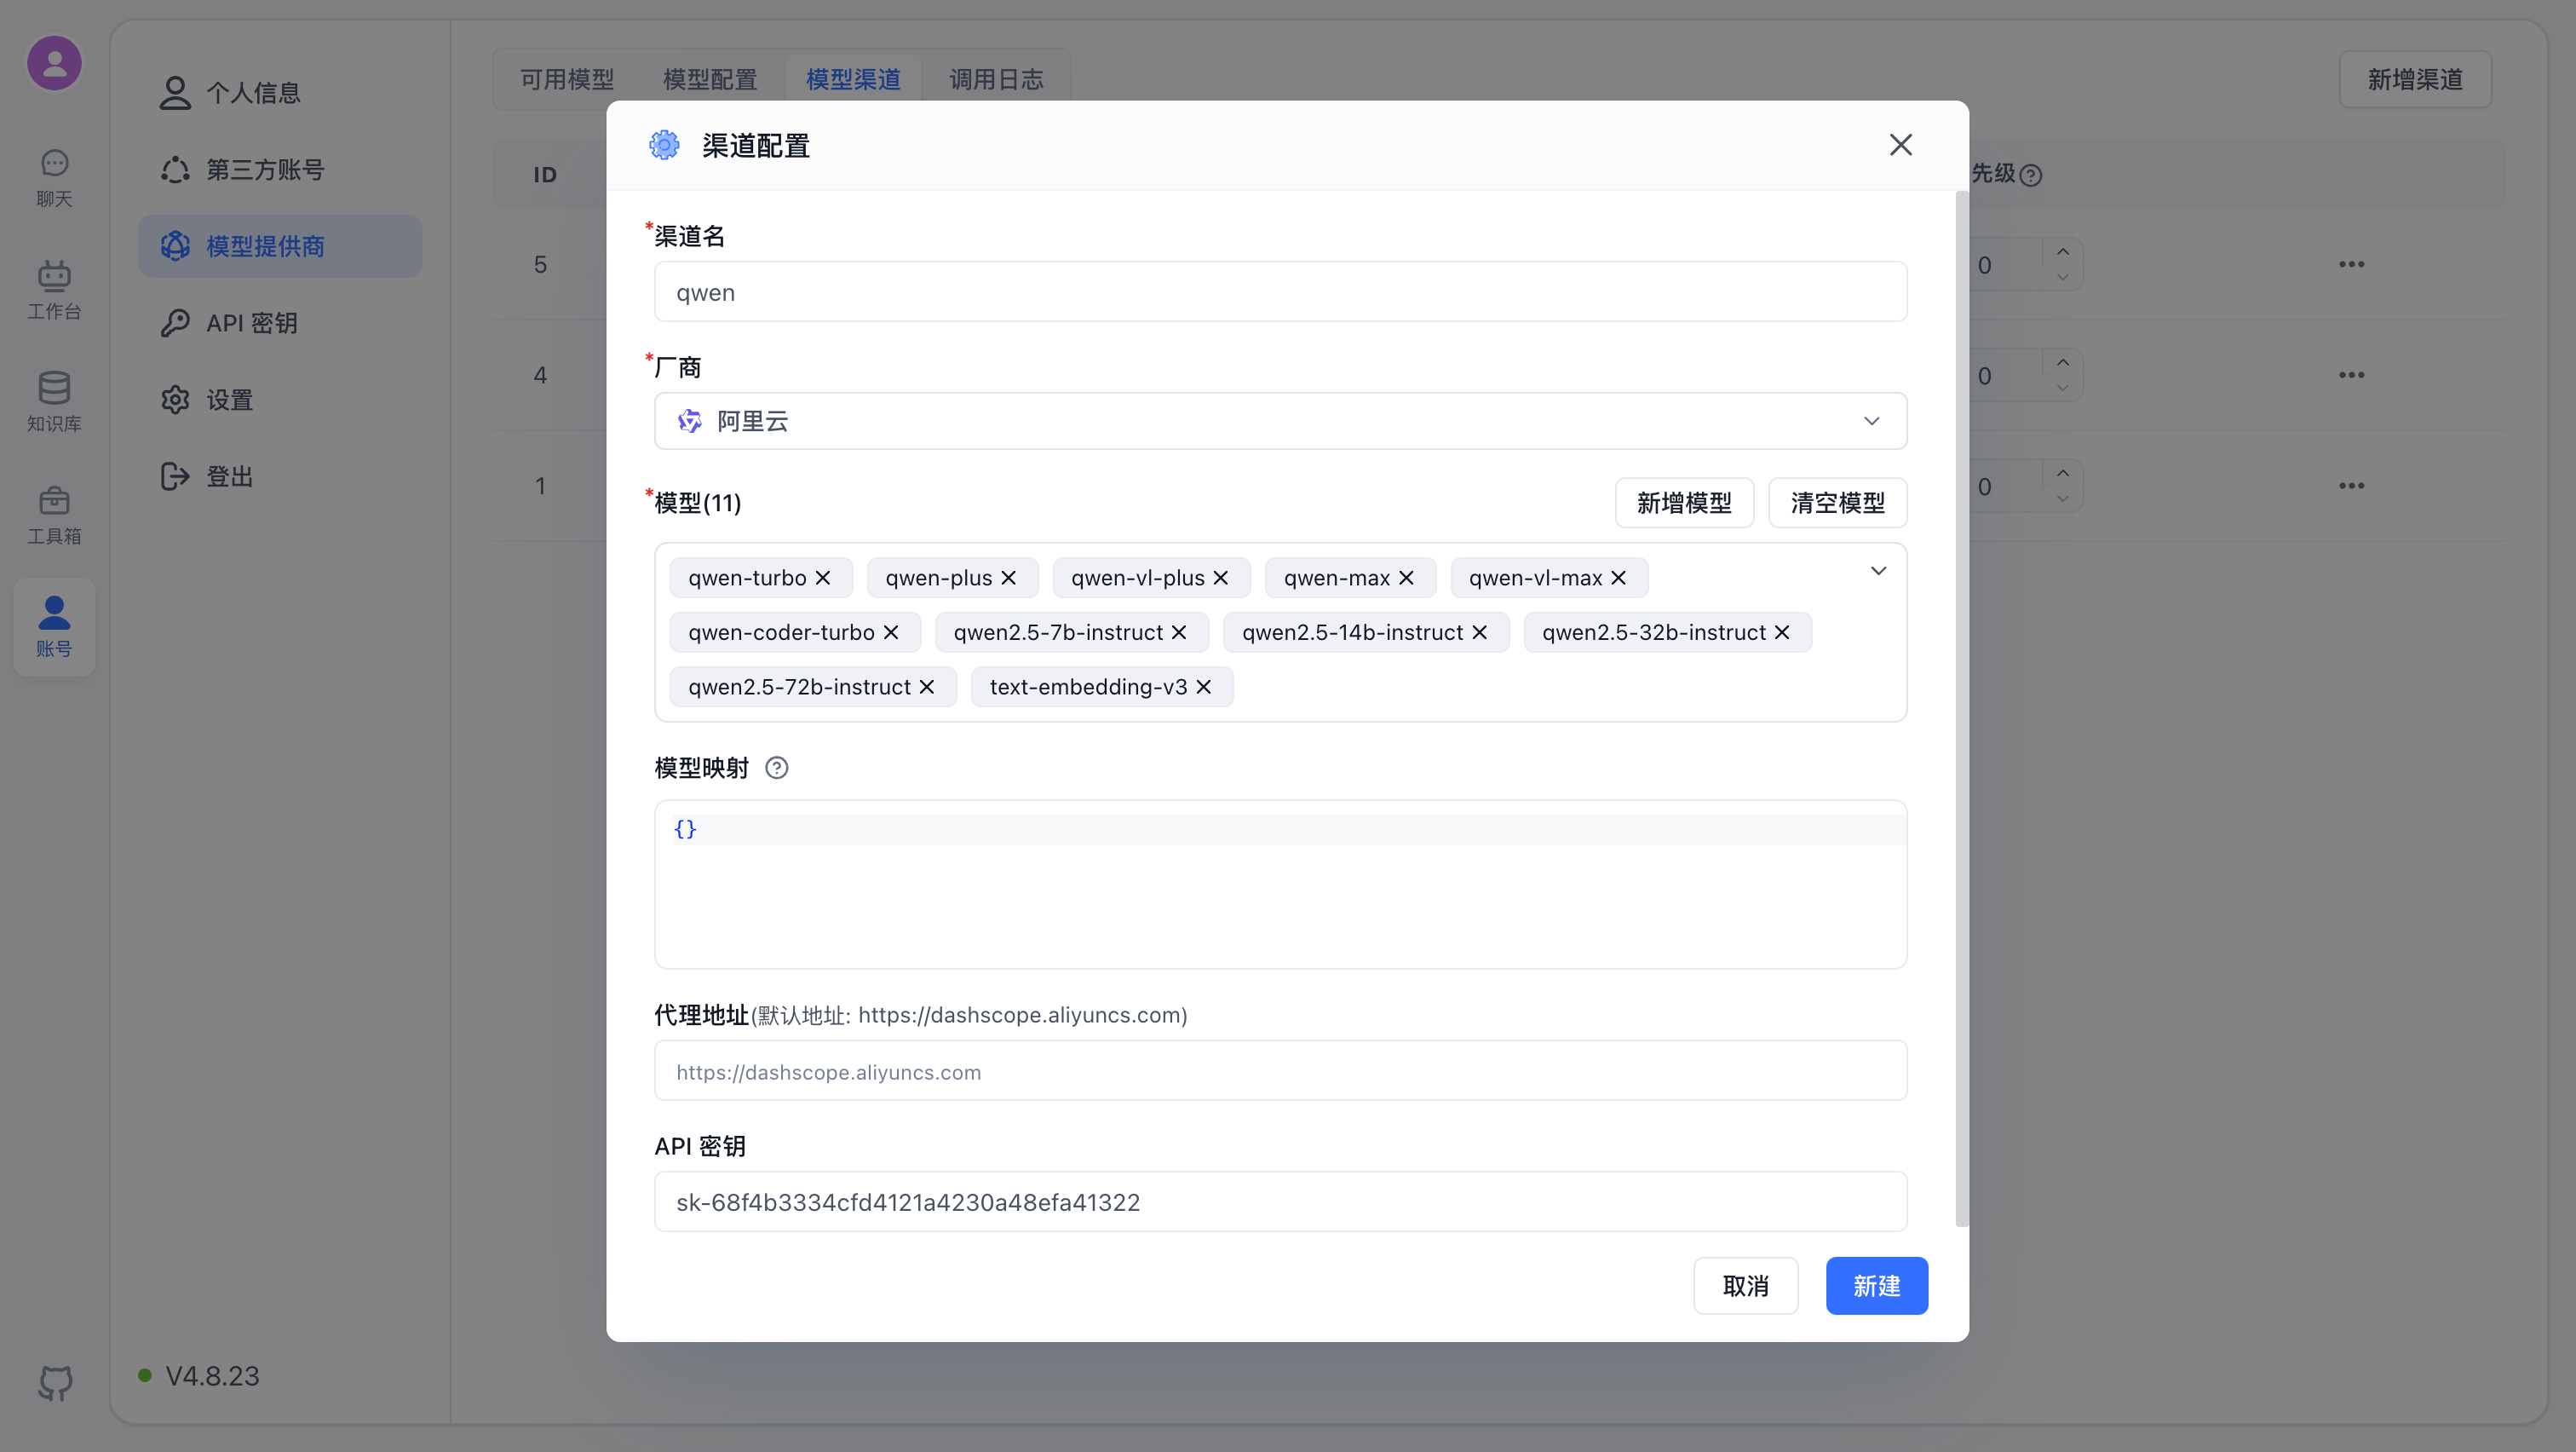 聊天
工作台
知识库
工具箱
账号
个人信息
第三方账号
模型提供商
API 密钥
设置
登出
V4.8.23
可用模型 模型配置 模型渠道 调用日志
新增渠道
ID
先级
5
0
4
0
1
0
渠道配置
*渠道名
qwen
*厂商
阿里云
*模型(11)
新增模型 清空模型
qwen-turbo qwen-plus qwen-vl-plus qwen-max qwen-vl-max
qwen-coder-turbo qwen2.5-7b-instruct qwen2.5-14b-instruct qwen2.5-32b-instruct
qwen2.5-72b-instruct text-embedding-v3
模型映射
{}
代理地址(默认地址: https://dashscope.aliyuncs.com)
https://dashscope.aliyuncs.com
API 密钥
sk-68f4b3334cfd4121a4230a48efa41322
取消 新建